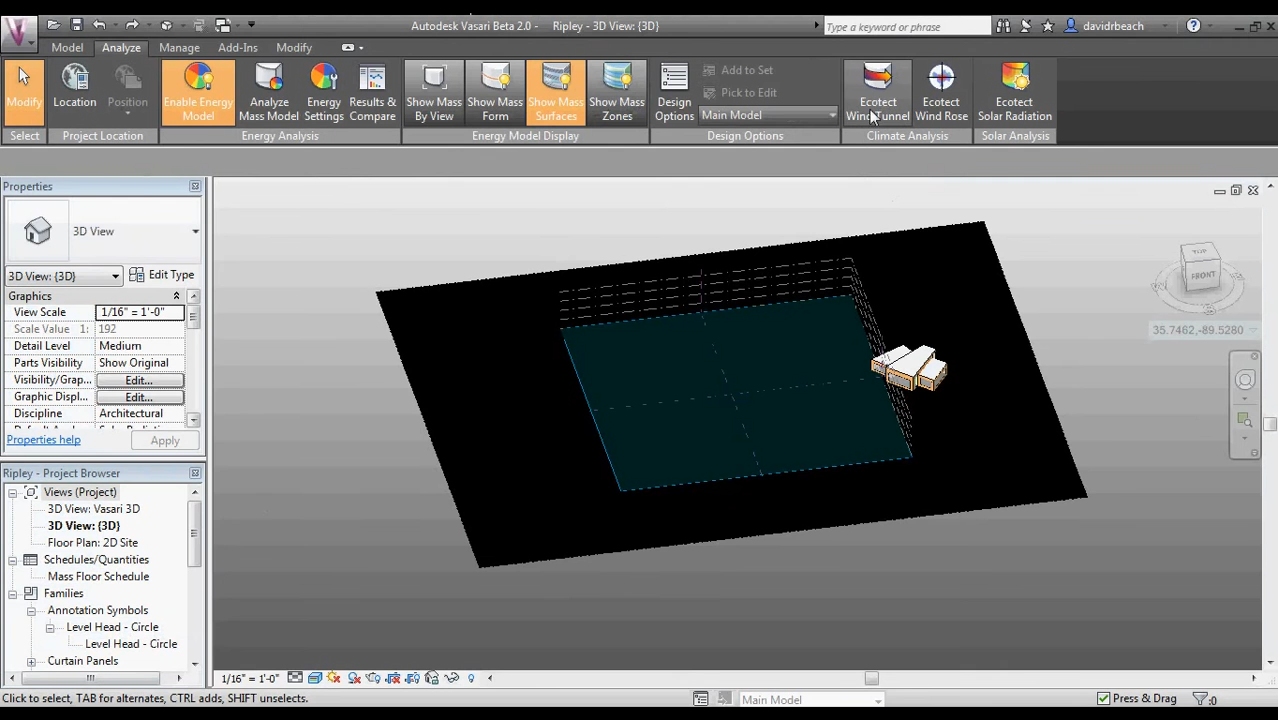 Autodesk Vasari Beta 2.0 - Ripley - 3D View: {3D}
Type a keyword or phrase
davidrbeach
Model Analyze Manage Add-Ins Modify
Modify
Location
Position
Enable Energy Model
Analyze Mass Model
Energy Settings
Results & Compare
Show Mass By View
Show Mass Form
Show Mass Surfaces
Show Mass Zones
Design Options
Add to Set
Pick to Edit
Main Model
Ecotect Wind Tunnel
Ecotect Wind Rose
Ecotect Solar Radiation
Select Project Location Energy Analysis Energy Model Display Design Options Climate Analysis Solar Analysis
Properties
3D View
3D View: {3D} Edit Type
Graphics
View Scale 1/16" = 1'-0"
Scale Value 1: 192
Detail Level Medium
Parts Visibility Show Original
Visibility/Grap... Edit...
Graphic Displ... Edit...
Discipline Architectural
Properties help Apply
Ripley - Project Browser
Views (Project)
3D View: Vasari 3D
3D View: {3D}
Floor Plan: 2D Site
Schedules/Quantities
Mass Floor Schedule
Families
Annotation Symbols
Level Head - Circle
Level Head - Circle
Curtain Panels
TOP
FRONT
35.7462,-89.5280
1/16" = 1'-0"
Click to select, TAB for alternates, CTRL adds, SHIFT unselects.
Main Model
Press & Drag
:0